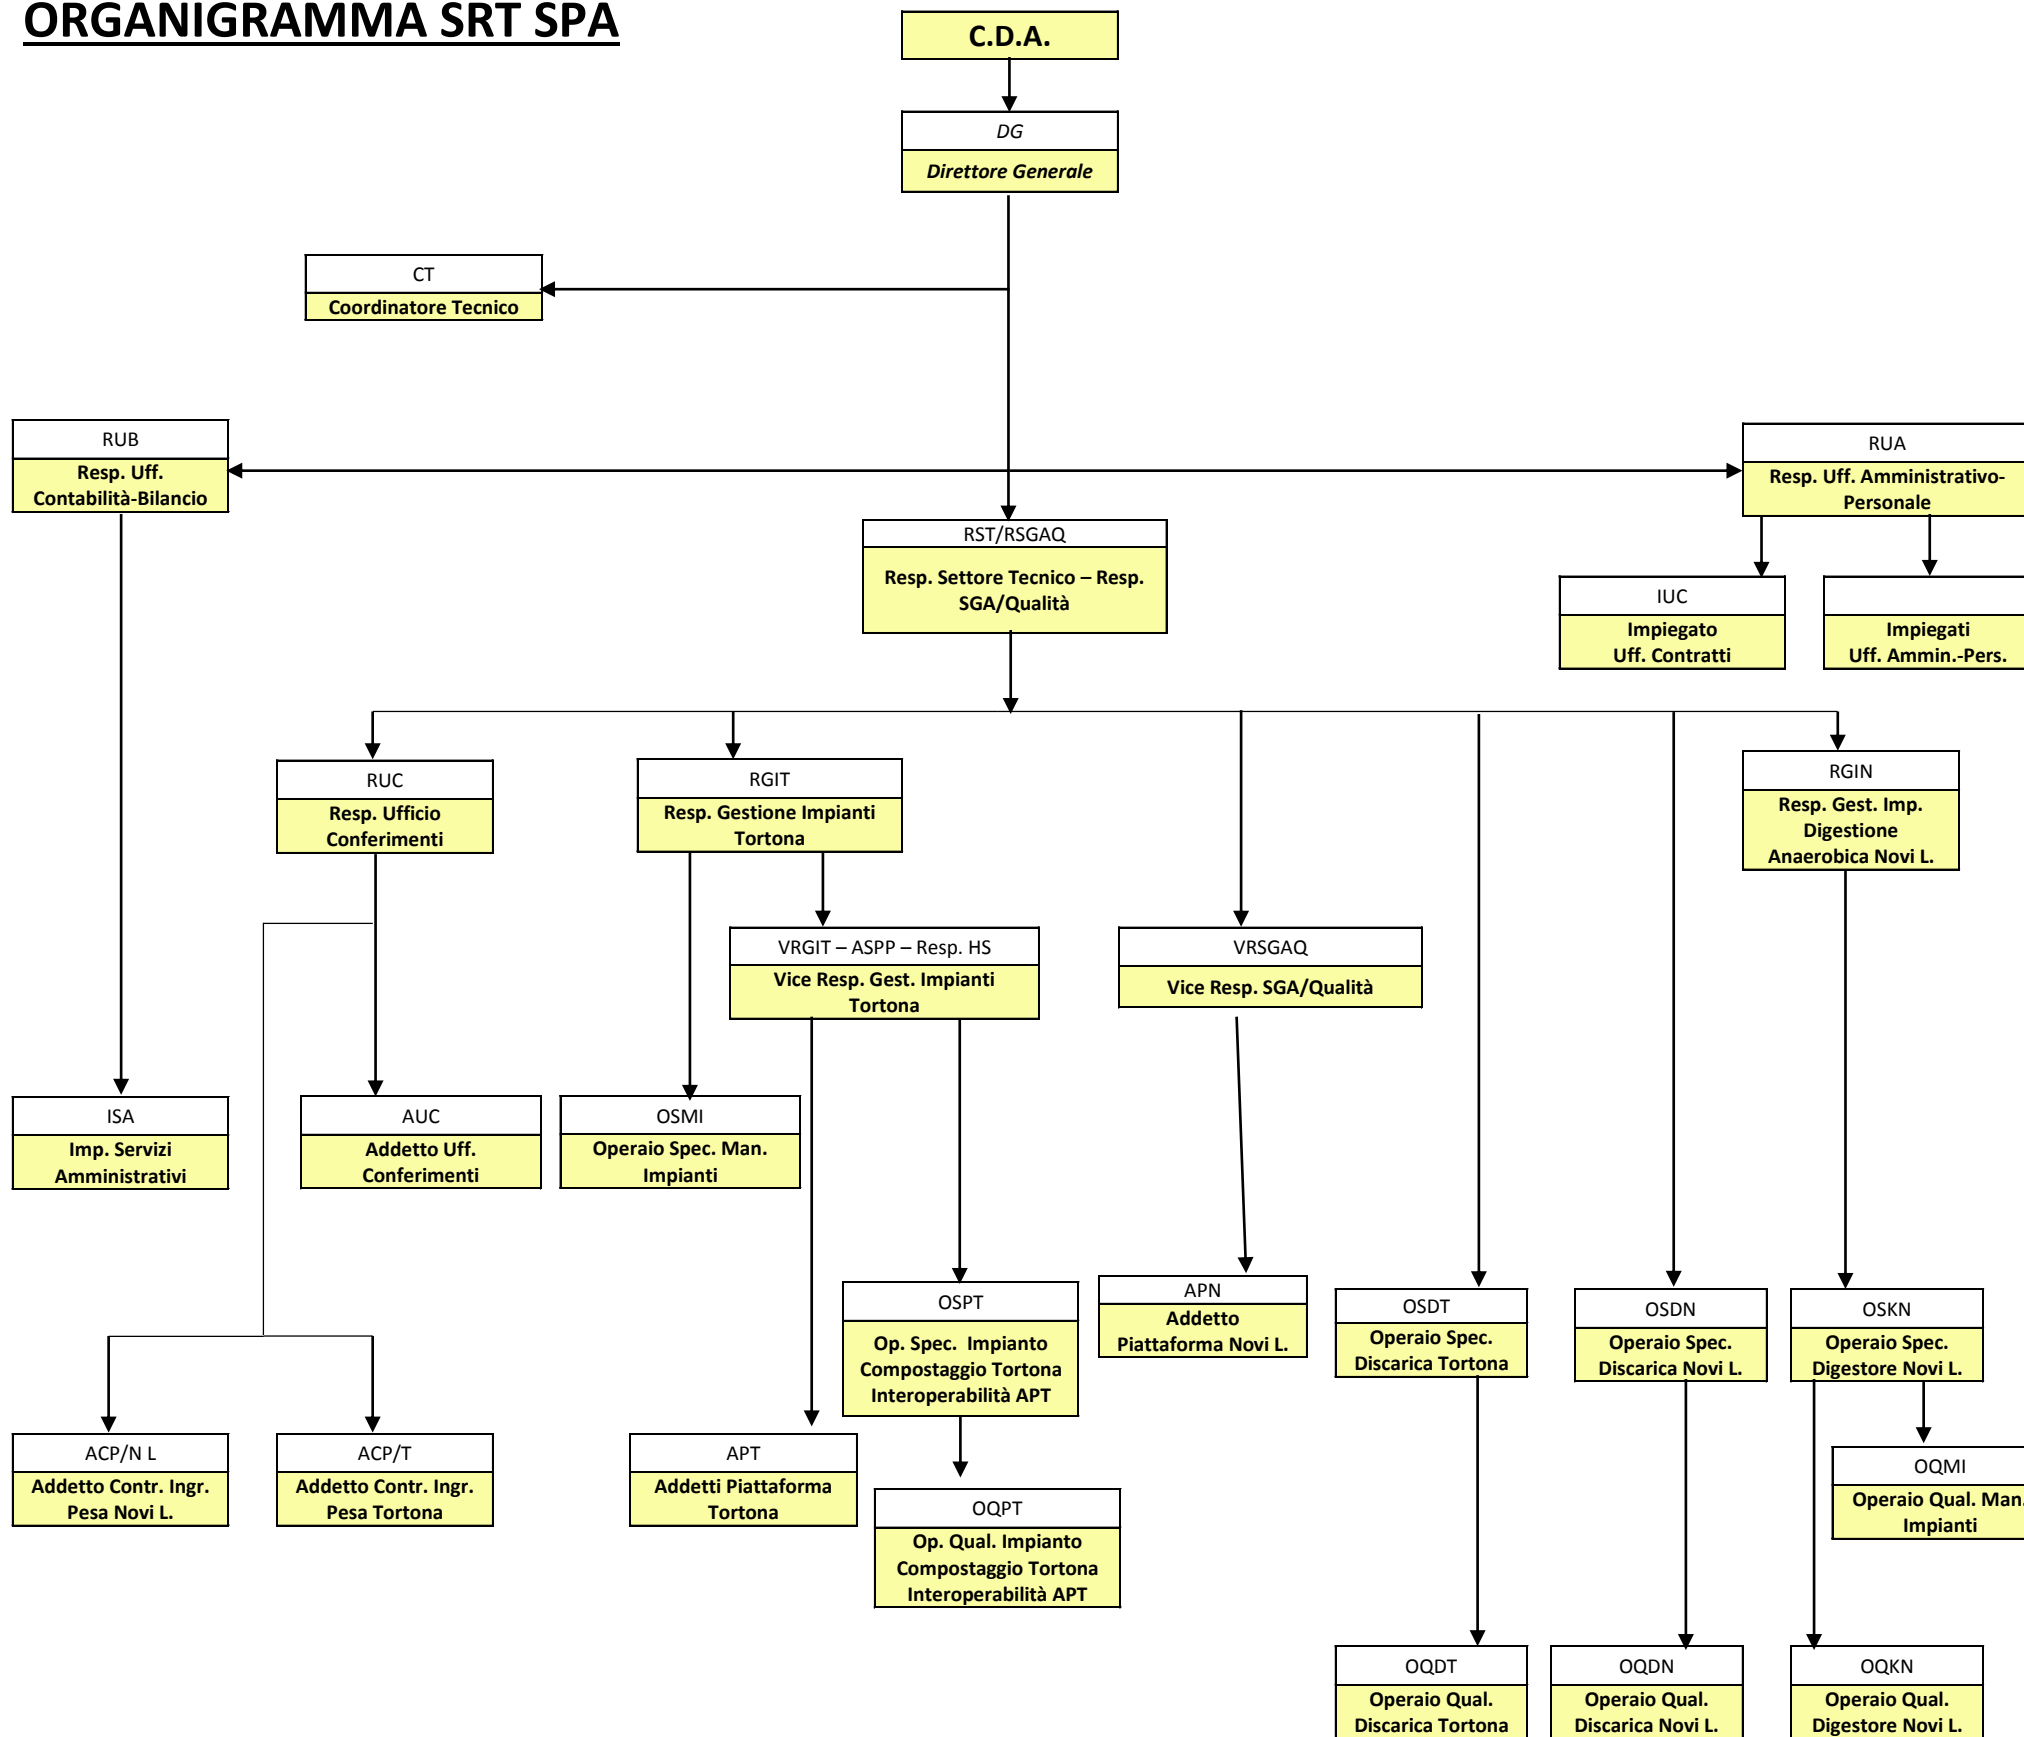 ORGANIGRAMMA SRT SPA
C.D.A.
DG
Direttore Generale
CT
Coordinatore Tecnico
RUB
Resp. Uff.
Contabilità-Bilancio
RUA
Resp. Uff. Amministrativo-
Personale
RST/RSGAQ
Resp. Settore Tecnico – Resp.
SGA/Qualità
IUC
Impiegato
Uff. Contratti
Impiegati
Uff. Ammin.-Pers.
RUC
Resp. Ufficio
Conferimenti
RGIT
Resp. Gestione Impianti
Tortona
RGIN
Resp. Gest. Imp.
Digestione
Anaerobica Novi L.
VRGIT – ASPP – Resp. HS
Vice Resp. Gest. Impianti
Tortona
VRSGAQ
Vice Resp. SGA/Qualità
ISA
Imp. Servizi
Amministrativi
AUC
Addetto Uff.
Conferimenti
OSMI
Operaio Spec. Man.
Impianti
OSPT
Op. Spec.  Impianto
Compostaggio Tortona
Interoperabilità APT
APN
Addetto
Piattaforma Novi L.
OSDT
Operaio Spec.
Discarica Tortona
OSDN
Operaio Spec.
Discarica Novi L.
OSKN
Operaio Spec.
Digestore Novi L.
ACP/N L
Addetto Contr. Ingr.
Pesa Novi L.
ACP/T
Addetto Contr. Ingr.
Pesa Tortona
APT
Addetti Piattaforma
Tortona
OQPT
Op. Qual. Impianto
Compostaggio Tortona
Interoperabilità APT
OQMI
Operaio Qual. Man.
Impianti
OQDT
Operaio Qual.
Discarica Tortona
OQDN
Operaio Qual.
Discarica Novi L.
OQKN
Operaio Qual.
Digestore Novi L.